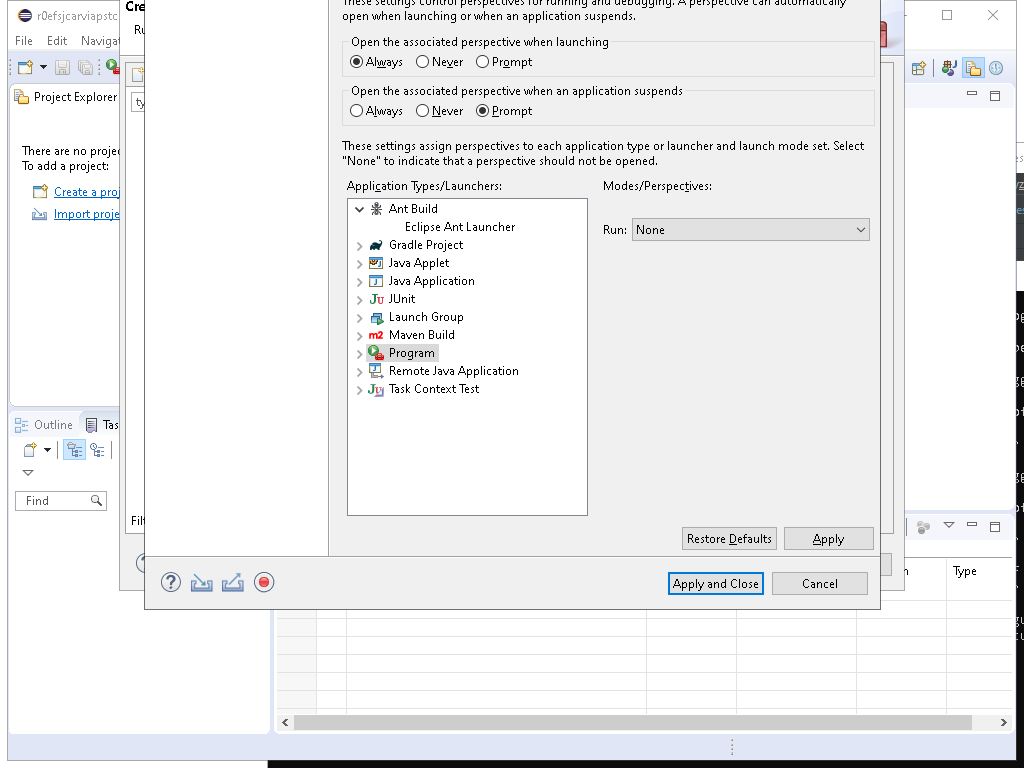 r0efsjcarviapstc
Cre
These settings control perspectives for running and debugging. A perspective can automatically
open when launching or when an application suspends.
File Edit Naviga
Ru
Open the associated perspective when launching
Always Never Prompt
Open the associated perspective when an application suspends
Always Never Prompt
Project Explorer
ty
These settings assign perspectives to each application type or launcher and launch mode set. Select
"None" to indicate that a perspective should not be opened.
There are no proje
To add a project:
Create a proj
Import proje
Application Types/Launchers:
Modes/Perspectives:
Ant Build
Eclipse Ant Launcher
Gradle Project
Java Applet
Java Application
JUnit
Launch Group
Maven Build
Program
Remote Java Application
Task Context Test
Run: None
Outline Tas
Find
Filt
Restore Defaults Apply
Apply and Close Cancel
Type